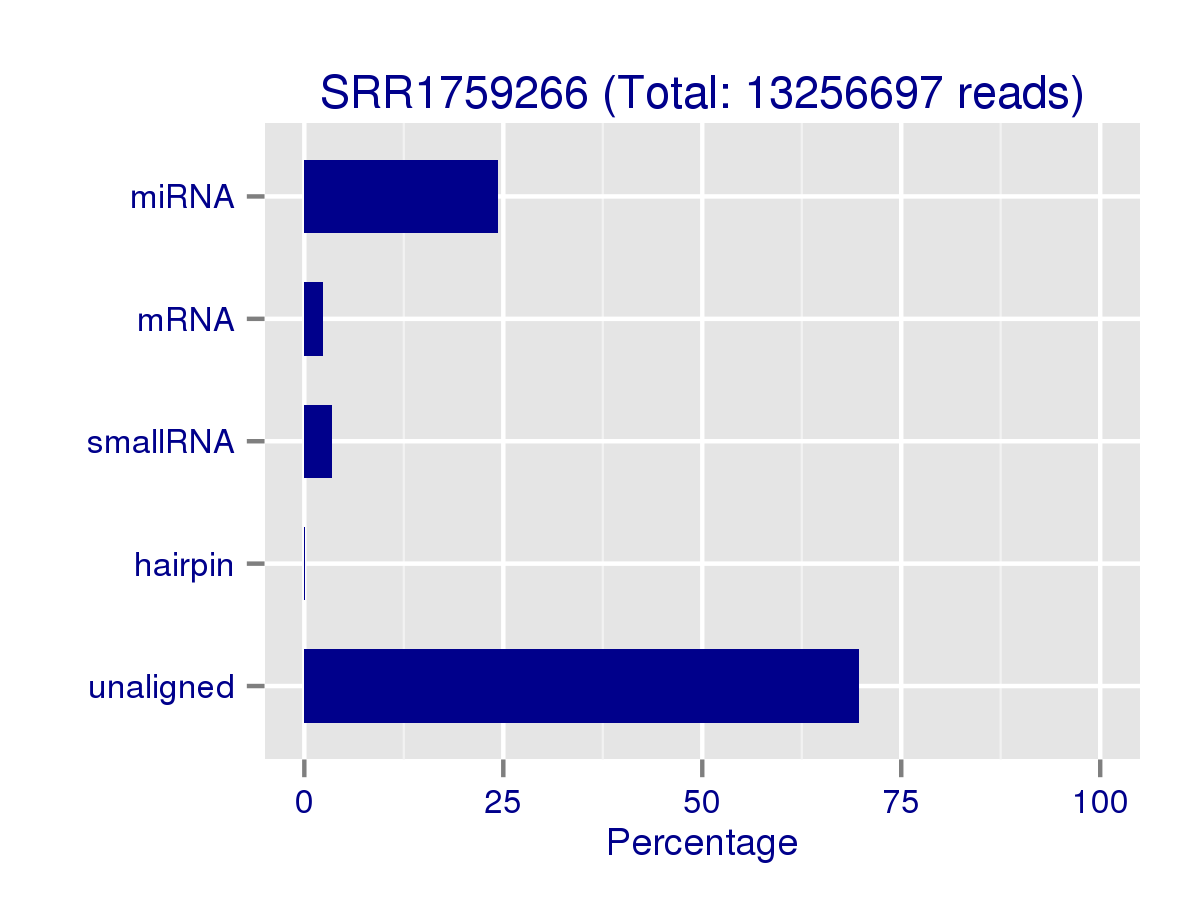 SRR1759266 (Total: 13256697 reads)
miRNA
mRNA
smallRNA
hairpin
unaligned
0 25 50 75 100
Percentage